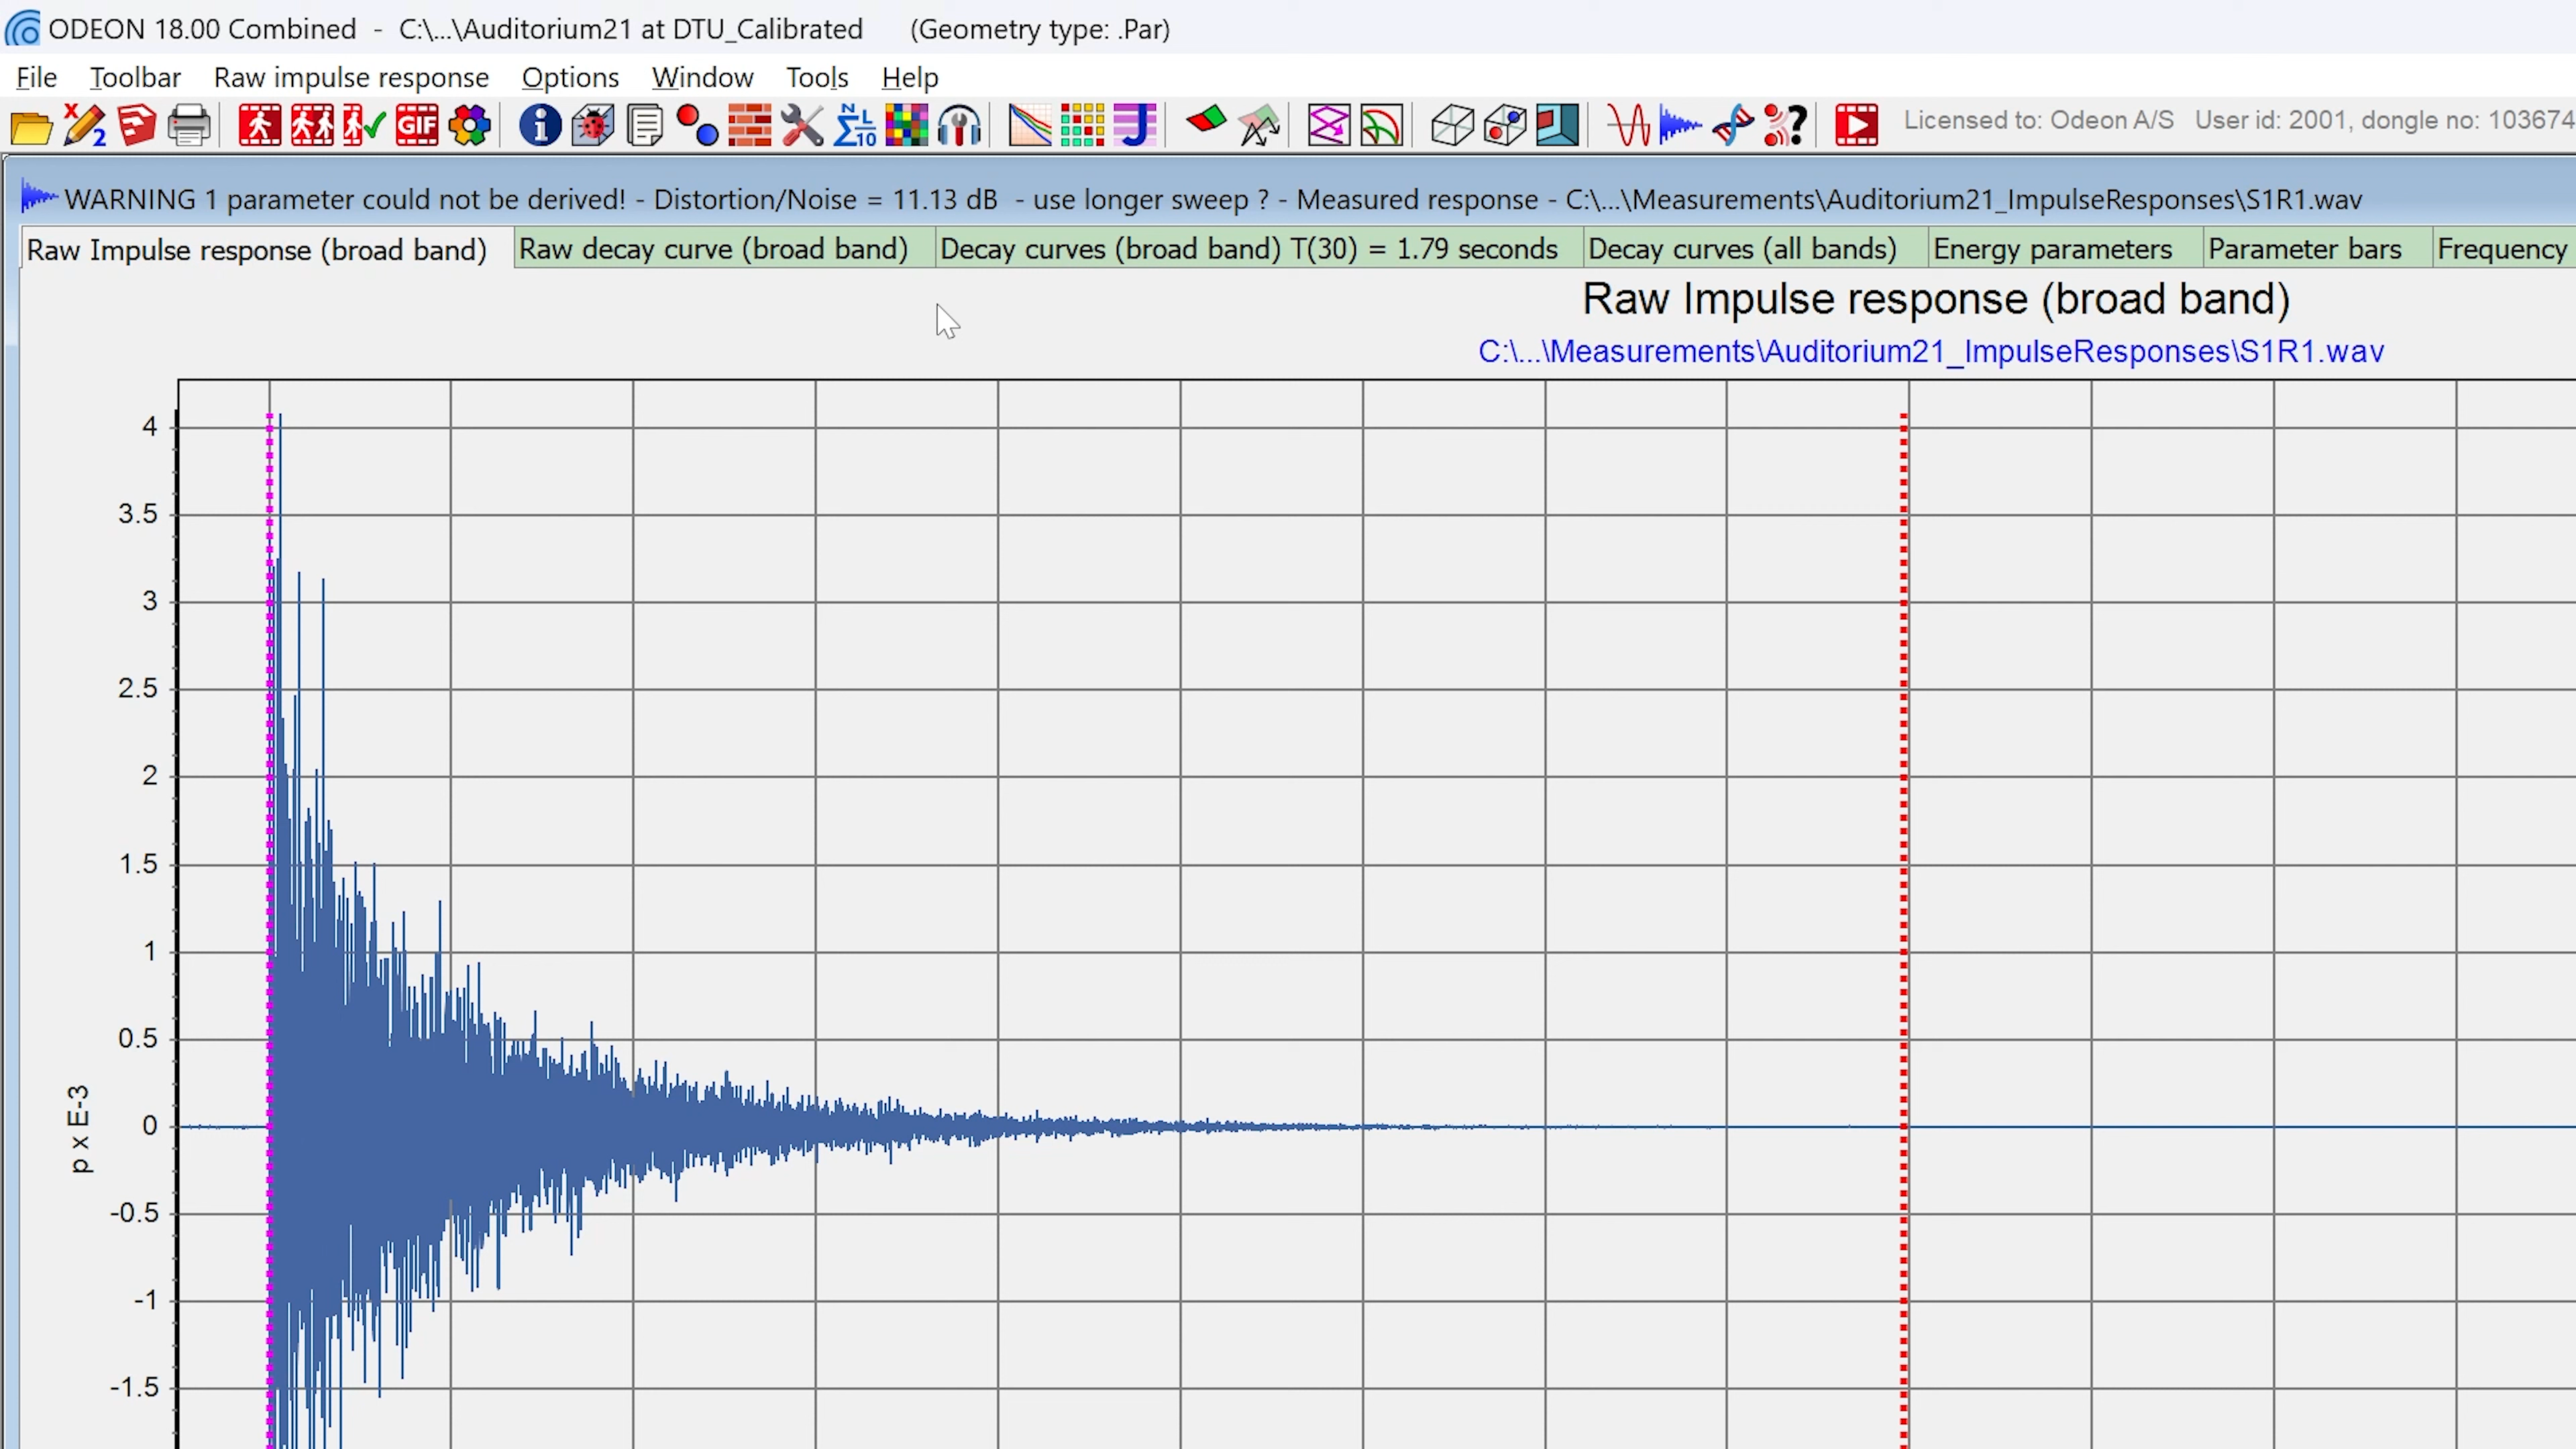 ODEON 18.00 Combined - C:\...\Auditorium21 at DTU_Calibrated (Geometry type: .Par)
File Toolbar Raw impulse response Options Window Tools Help
2 GIF N L Σ 10 J ? Licensed to: Odeon A/S User id: 2001, dongle no: 103674
WARNING 1 parameter could not be derived! - Distortion/Noise = 11.13 dB - use longer sweep ? - Measured response - C:\...\Measurements\Auditorium21_ImpulseResponses\S1R1.wav
Raw Impulse response (broad band) Raw decay curve (broad band) Decay curves (broad band) T(30) = 1.79 seconds Decay curves (all bands) Energy parameters Parameter bars Frequency
Raw Impulse response (broad band)
C:\...\Measurements\Auditorium21_ImpulseResponses\S1R1.wav
4
3.5
3
2.5
2
1.5
1
0.5
0
-0.5
-1
-1.5
p x E-3